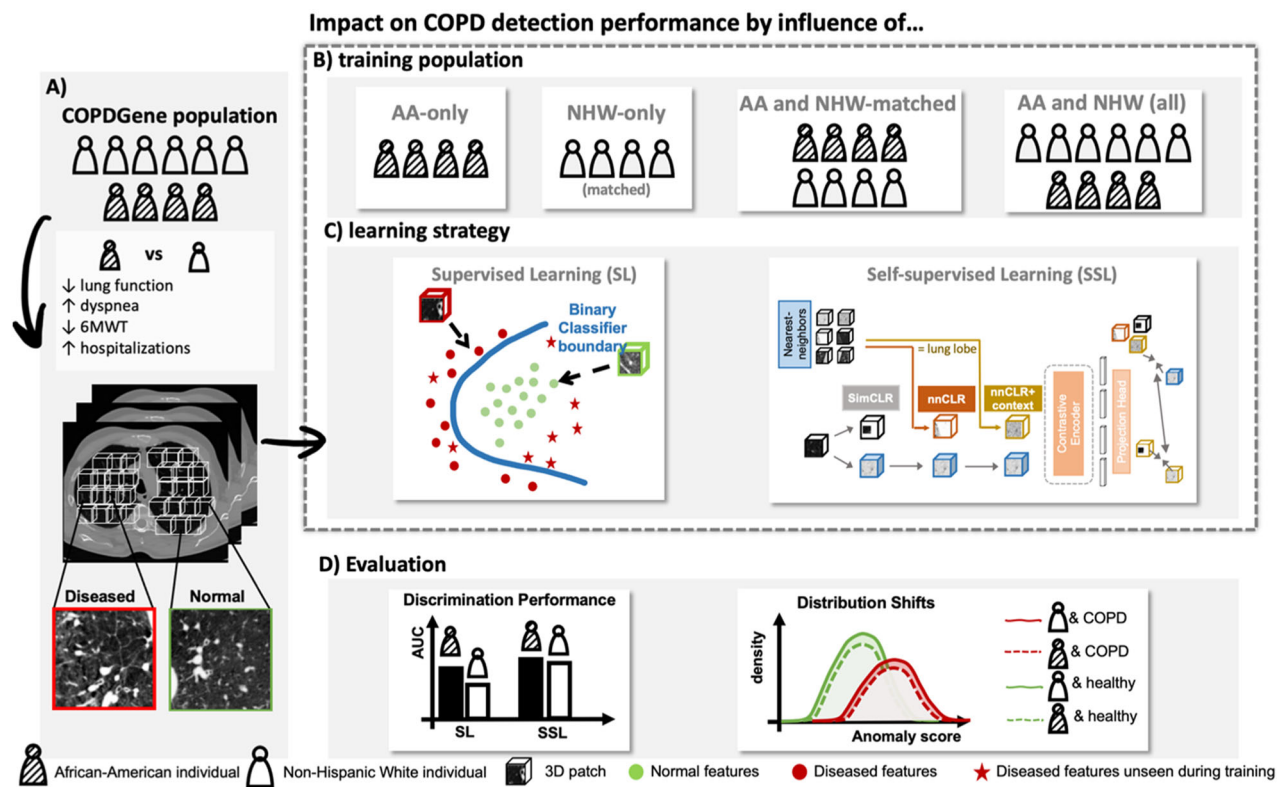 Impact on COPD detection performance by influence of...
A)
COPDGene population
vs
↓ lung function
↑ dyspnea
↓ 6MWT
↑ hospitalizations
Diseased
Normal
B) training population
AA-only
NHW-only
(matched)
AA and NHW-matched
AA and NHW (all)
C) learning strategy
Supervised Learning (SL)
Binary
Classifier
boundary
Self-supervised Learning (SSL)
Nearest-
neighbors
= lung lobe
SimCLR
nnCLR
nnCLR+
context
Contrastive
Encoder
Projection Head
D) Evaluation
Discrimination Performance
AUC
SL
SSL
Distribution Shifts
density
Anomaly score
& COPD
& COPD
& healthy
& healthy
African-American individual
Non-Hispanic White individual
3D patch
Normal features
Diseased features
Diseased features unseen during training